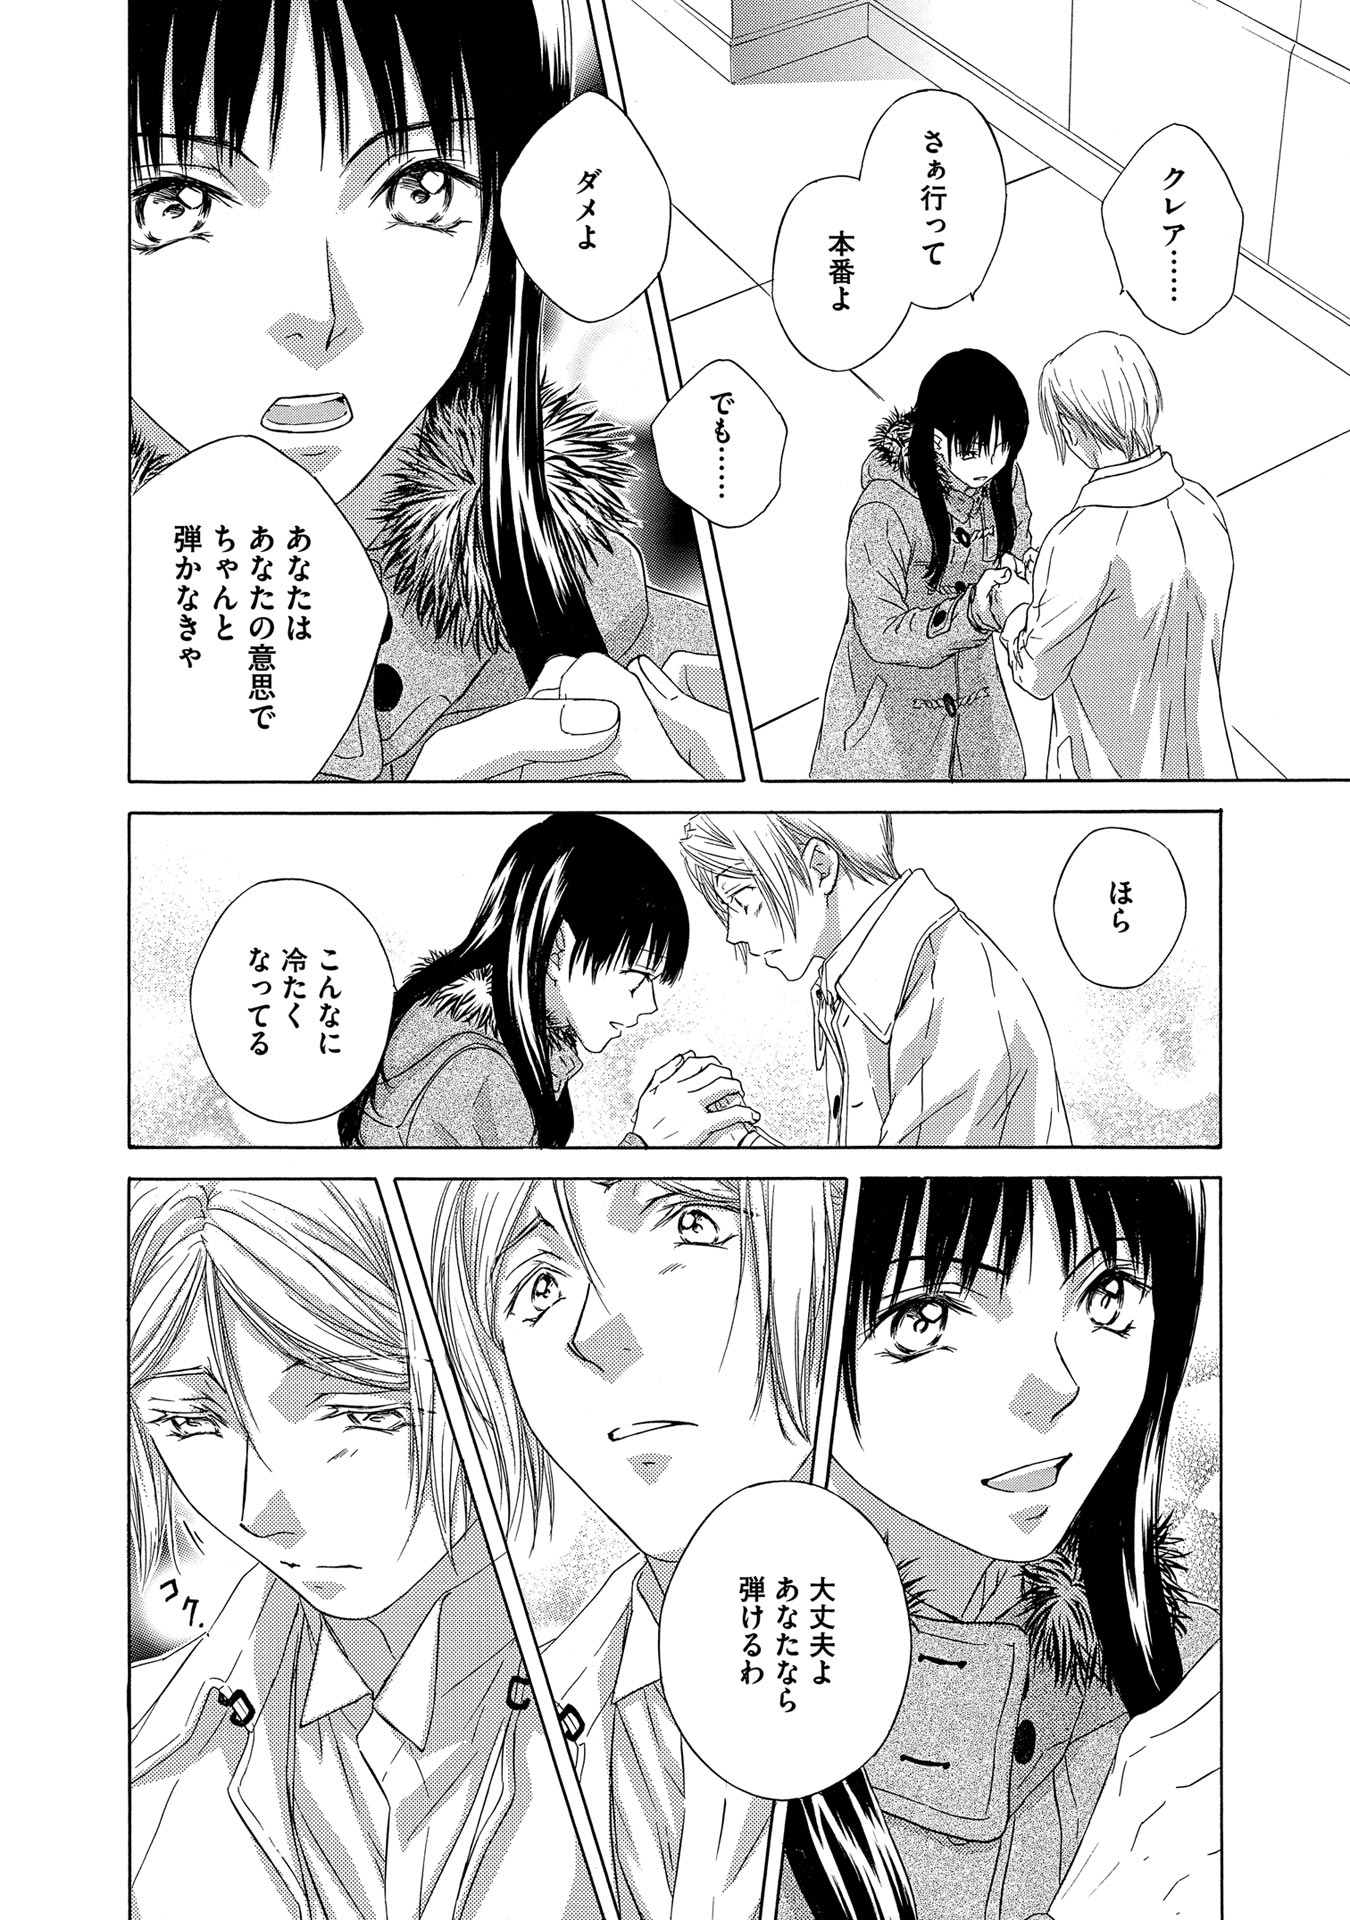 クレア……
さぁ行って
本番よ
でも……
ダメよ
あなたは
あなたの意思で
ちゃんと
弾かなきゃ
ほら
こんなに
冷たく
なってる
大丈夫よ
あなたなら
弾けるわ
コク。